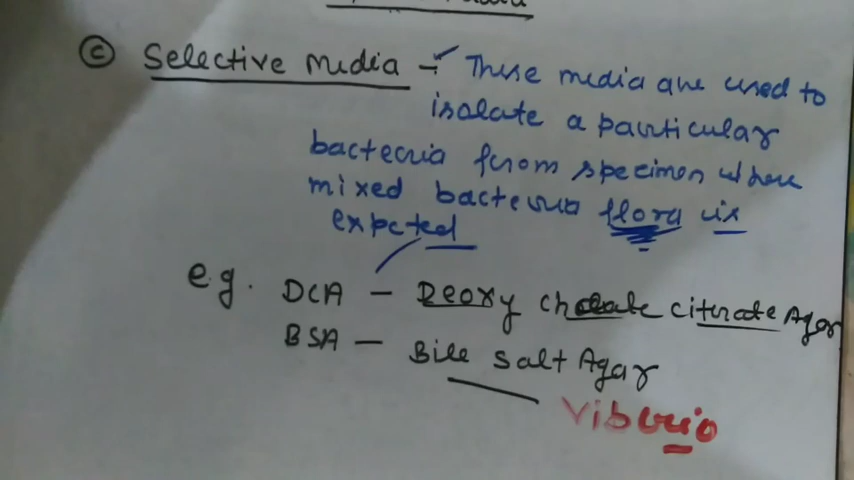 Ⓒ Selective Media - These media are used to
isolate a particular
bacteria from specimen where
mixed bacteria flora is
expected
e.g. DCA - Deoxy cholate citrate Agar
BSA - Bile Salt Agar
Vibrio